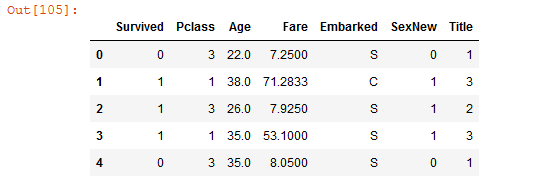 Out[105]:
Survived Pclass Age Fare Embarked SexNew Title
0 0 3 22.0 7.2500 S 0 1
1 1 1 38.0 71.2833 C 1 3
2 1 3 26.0 7.9250 S 1 2
3 1 1 35.0 53.1000 S 1 3
4 0 3 35.0 8.0500 S 0 1